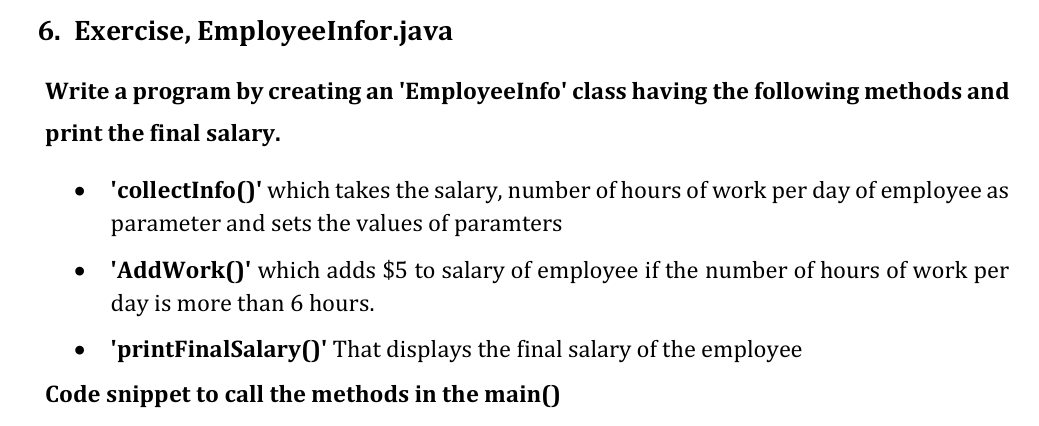 6. Exercise, EmployeeInfor.java
Write a program by creating an 'EmployeeInfo' class having the following methods and
print the final salary.
• 'collectInfo()' which takes the salary, number of hours of work per day of employee as
parameter and sets the values of paramters
• 'AddWork()' which adds $5 to salary of employee if the number of hours of work per
day is more than 6 hours.
• 'printFinalSalary()' That displays the final salary of the employee
Code snippet to call the methods in the main()